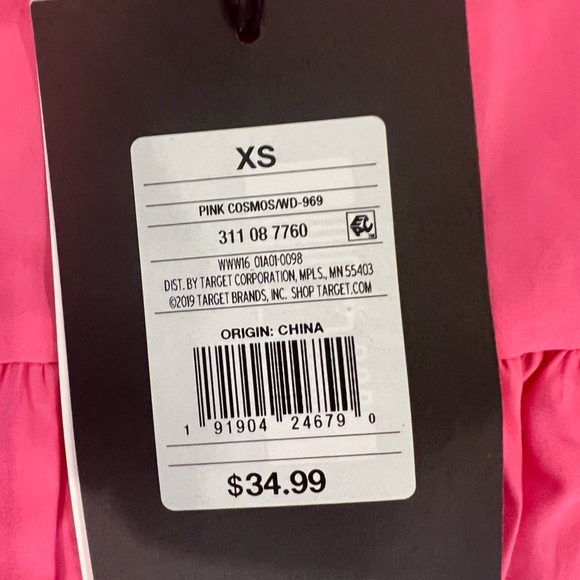 XS
PINK COSMOS/WD-969
311 08 7760
WWW16 01A01-0098
DIST. BY TARGET CORPORATION, MPLS., MN 55403
©2019 TARGET BRANDS, INC. SHOP TARGET.COM
ORIGIN: CHINA
1 91904 24679 0
$34.99